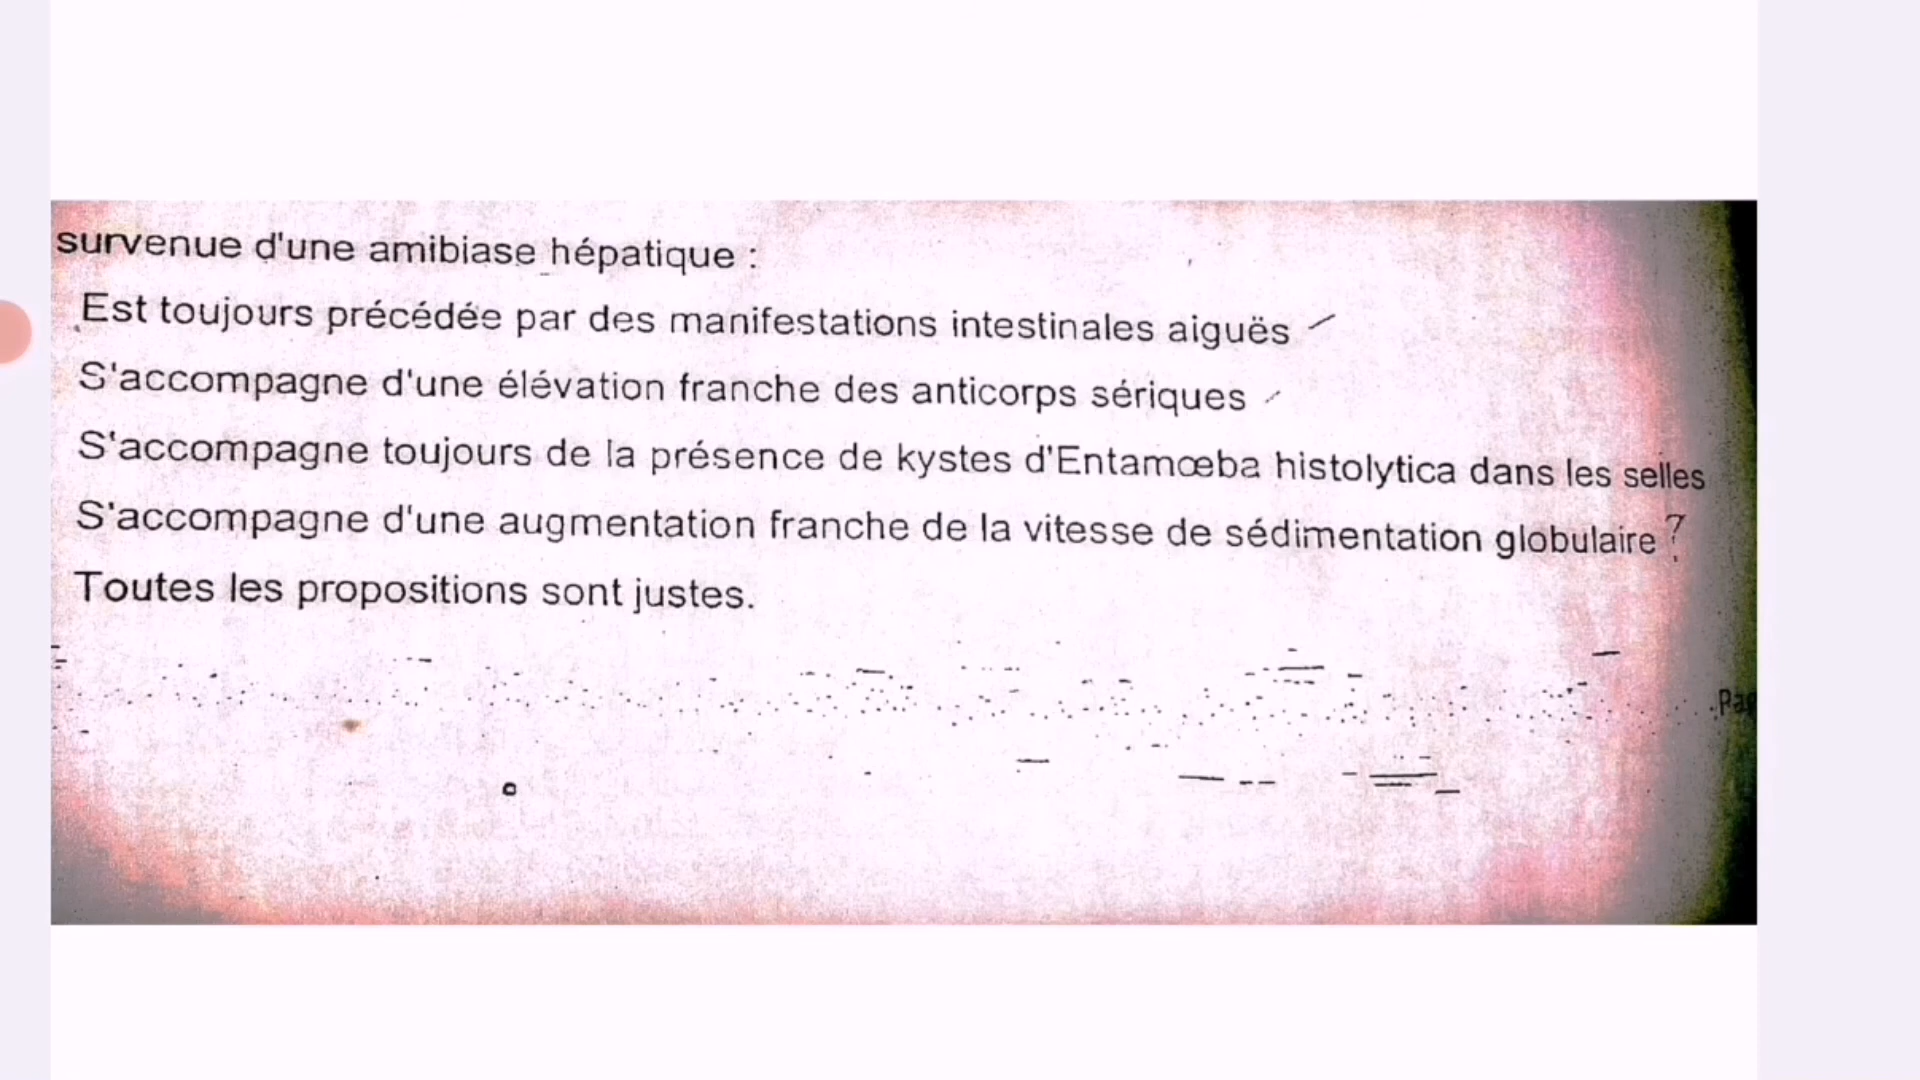 survenue d'une amibiase hépatique :
Est toujours précédée par des manifestations intestinales aiguës
S'accompagne d'une élévation franche des anticorps sériques
S'accompagne toujours de la présence de kystes d'Entamœba histolytica dans les selles
S'accompagne d'une augmentation franche de la vitesse de sédimentation globulaire ?
Toutes les propositions sont justes.